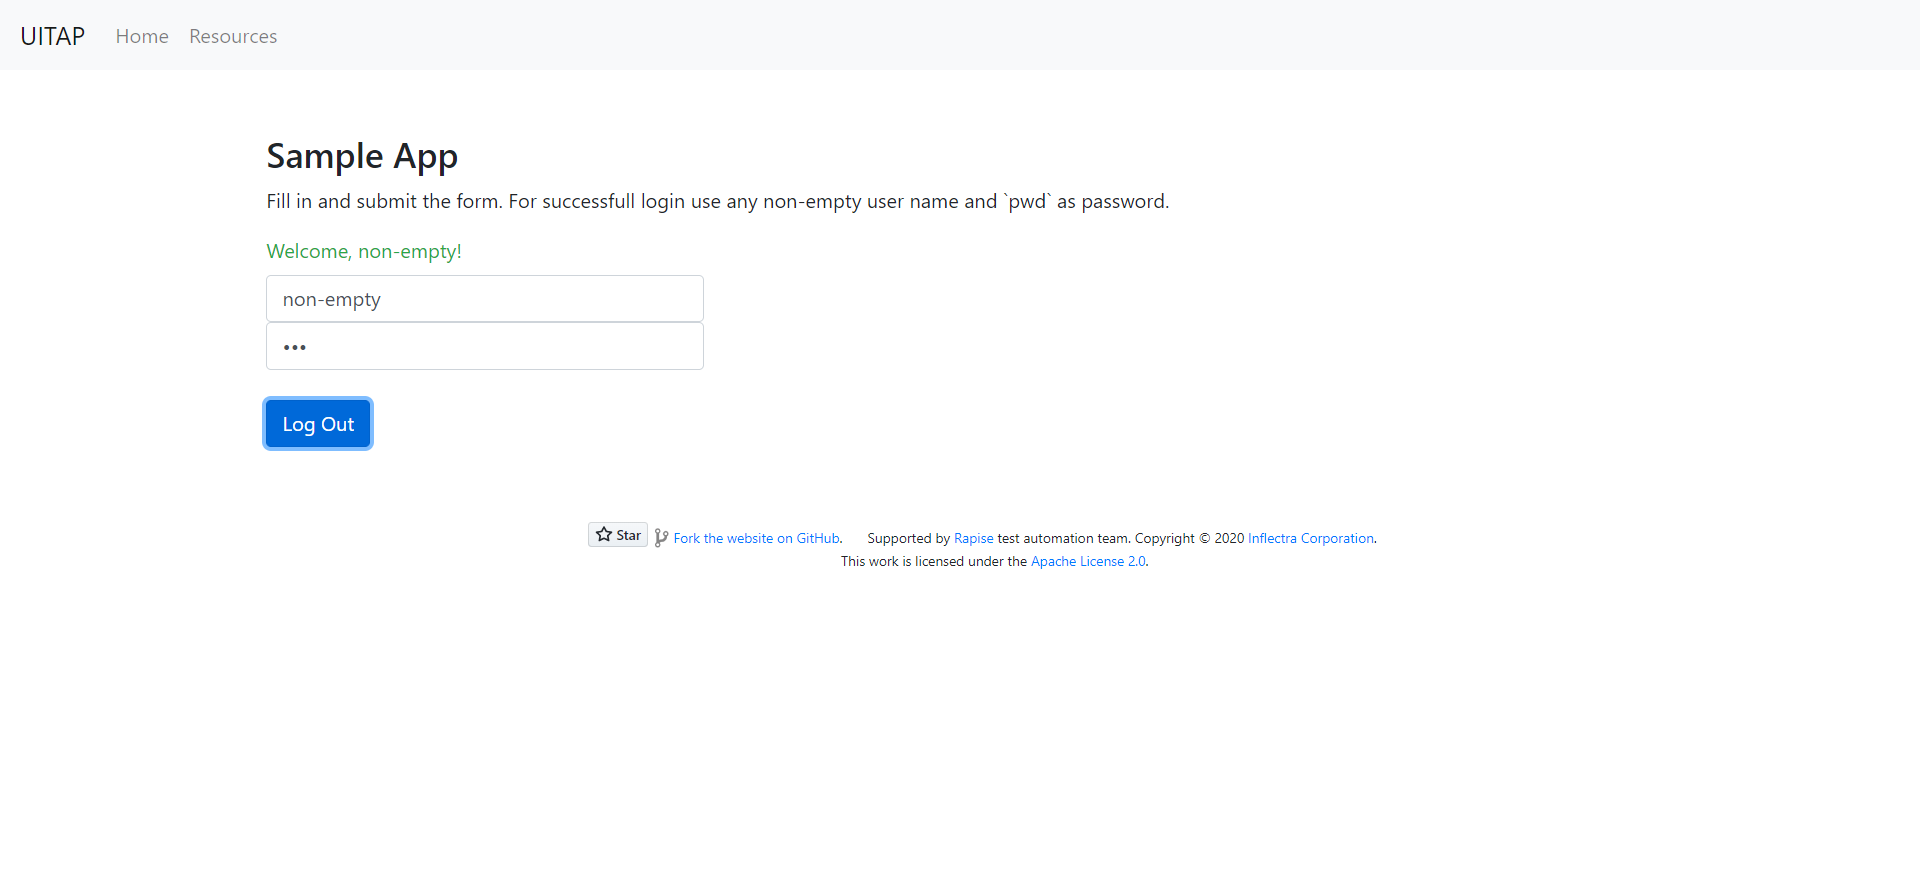 UITAP Home Resources
Sample App
Fill in and submit the form. For successfull login use any non-empty user name and `pwd` as password.
Welcome, non-empty!
non-empty
•••
Log Out
Star Fork the website on GitHub. Supported by Rapise test automation team. Copyright © 2020 Inflectra Corporation.
This work is licensed under the Apache License 2.0.